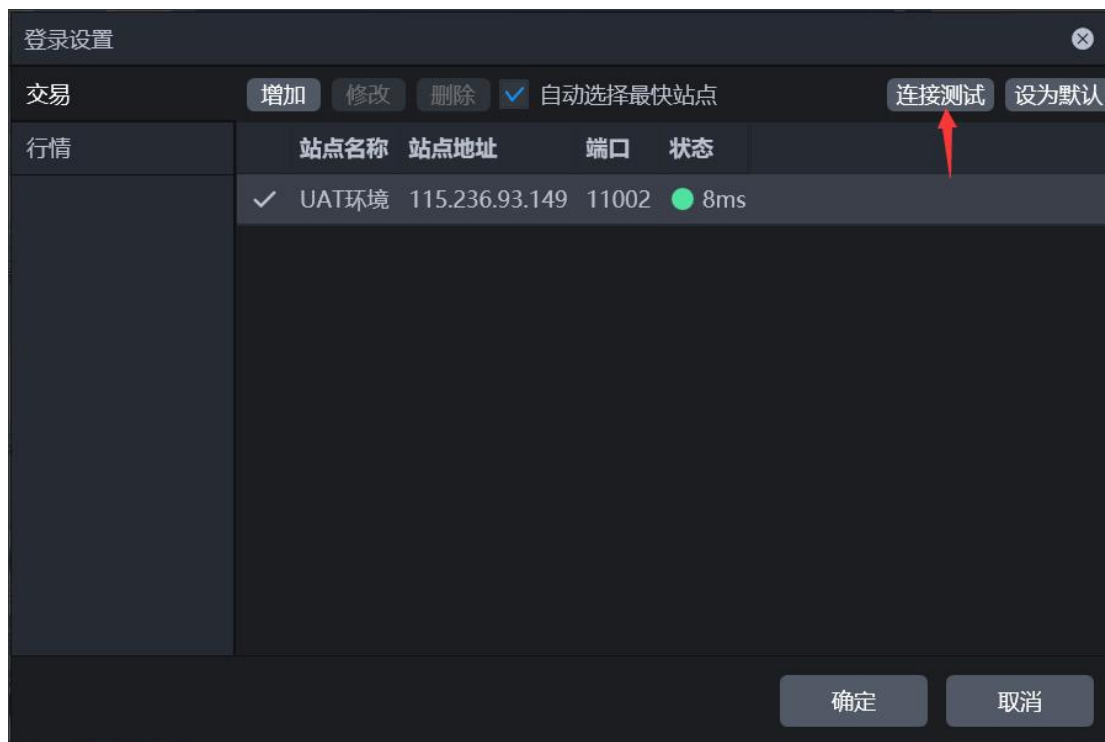 登录设置
交易 增加 修改 删除 自动选择最快站点 连接测试 设为默认
行情 站点名称 站点地址 端口 状态
UAT环境 115.236.93.149 11002 8ms
确定 取消